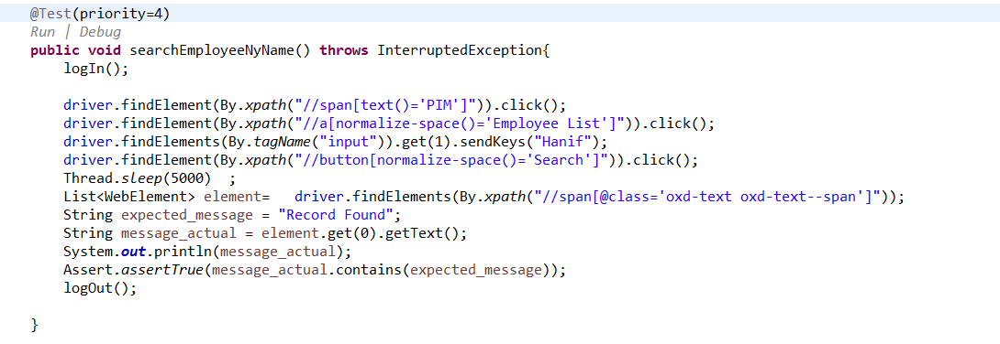 @Test(priority=4)
Run | Debug
public void searchEmployeeNyName() throws InterruptedException{
logIn();
driver.findElement(By.xpath("//span[text()='PIM']")).click();
driver.findElement(By.xpath("//a[normalize-space()='Employee List']")).click();
driver.findElements(By.tagName("input")).get(1).sendKeys("Hanif");
driver.findElement(By.xpath("//button[normalize-space()='Search']")).click();
Thread.sleep(5000)  ;
List<WebElement> element=   driver.findElements(By.xpath("//span[@class='oxd-text oxd-text--span']"));
String expected_message = "Record Found";
String message_actual = element.get(0).getText();
System.out.println(message_actual);
Assert.assertTrue(message_actual.contains(expected_message));
logOut();
}